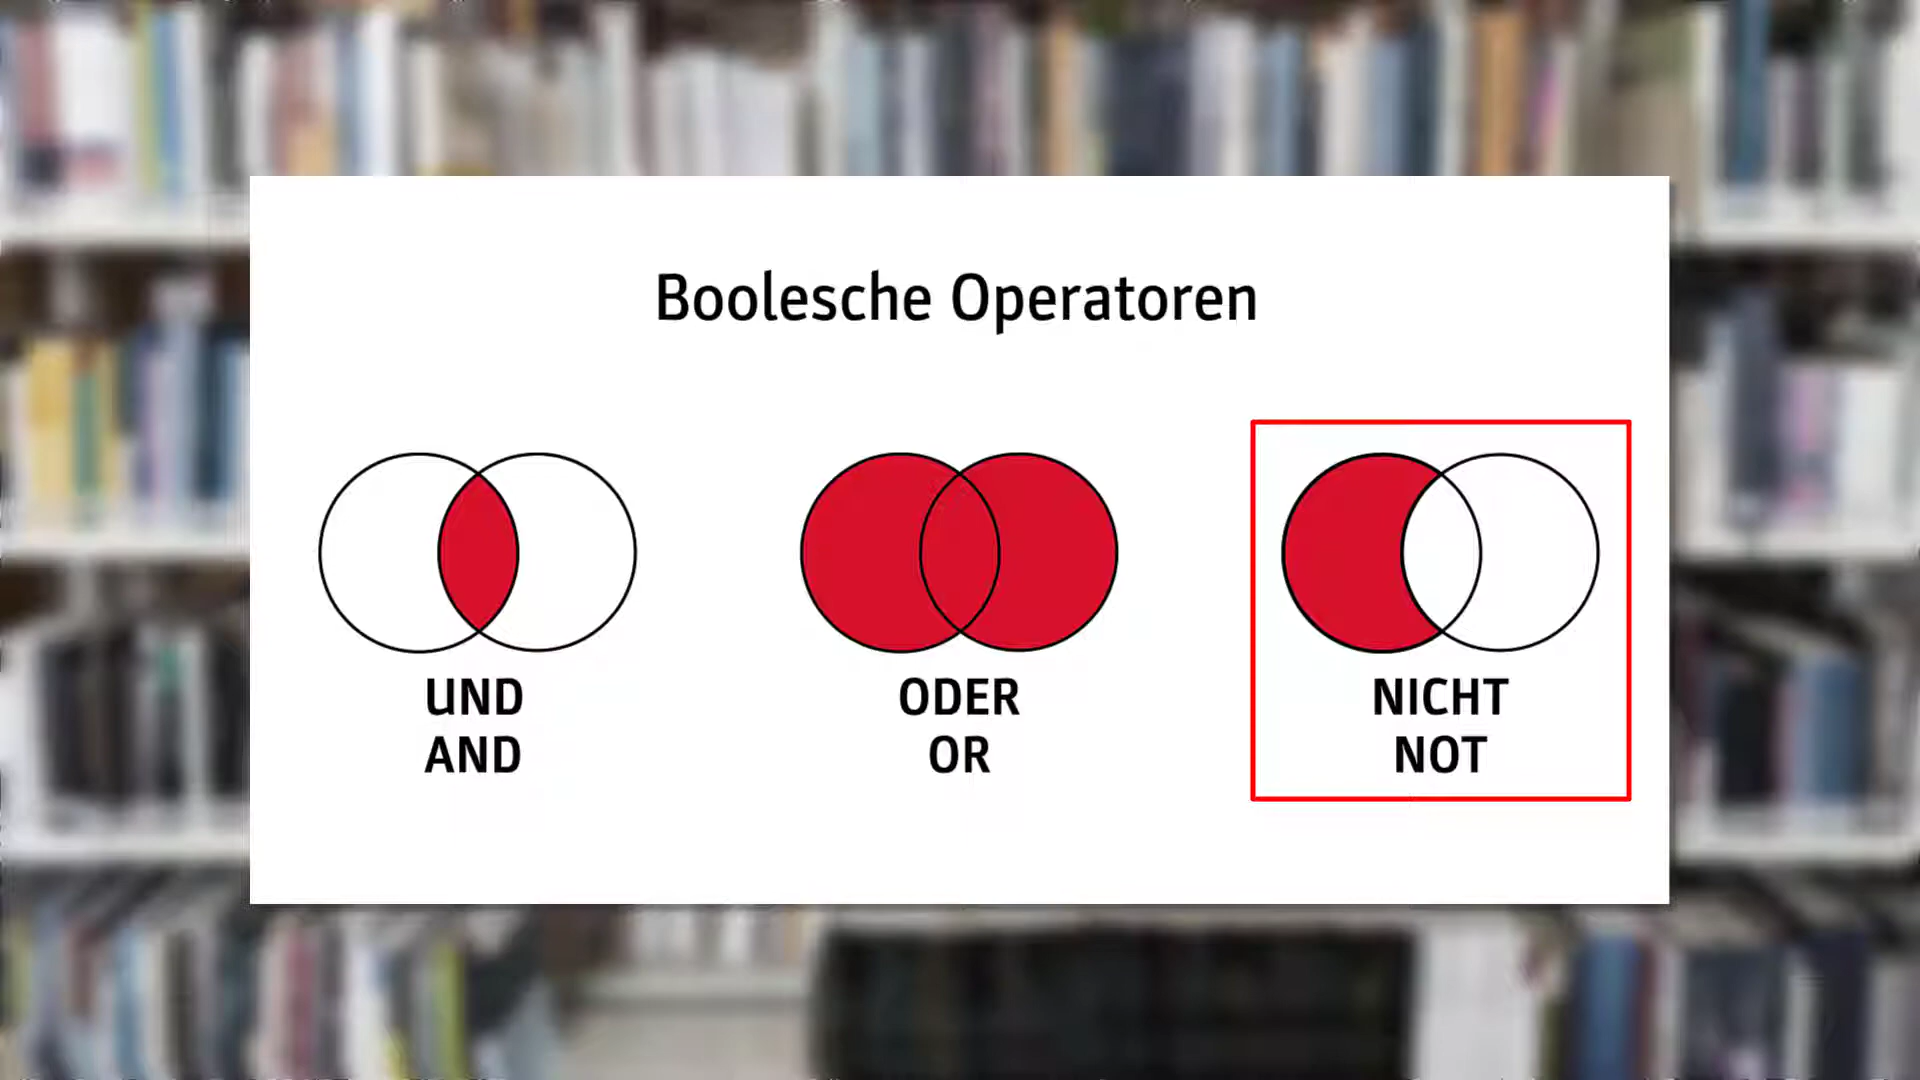 Boolesche Operatoren
UND
AND
ODER
OR
NICHT
NOT